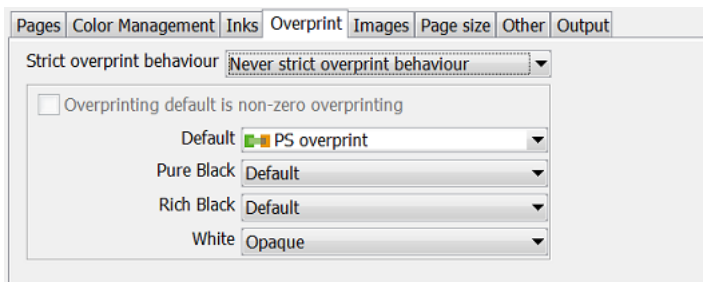 Pages Color Management Inks Overprint Images Page size Other Output
Strict overprint behaviour Never strict overprint behaviour
Overprinting default is non-zero overprinting
Default PS overprint
Pure Black Default
Rich Black Default
White Opaque